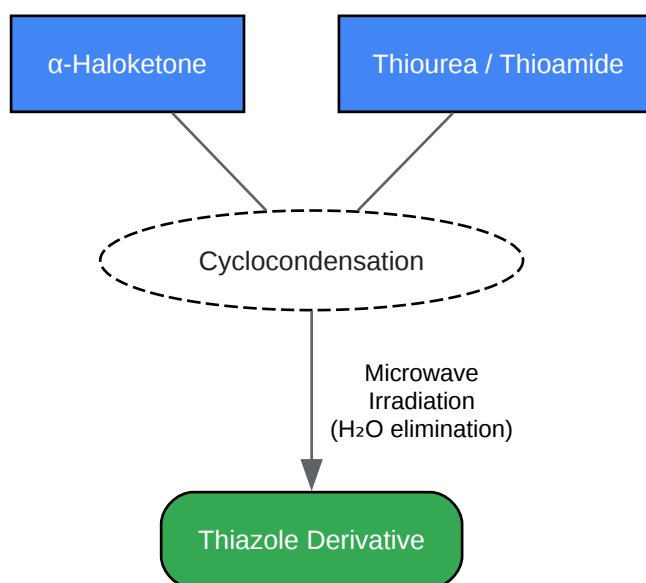 α-Haloketone
Thiourea / Thioamide
Cyclocondensation
Microwave
Irradiation
(H₂O elimination)
Thiazole Derivative